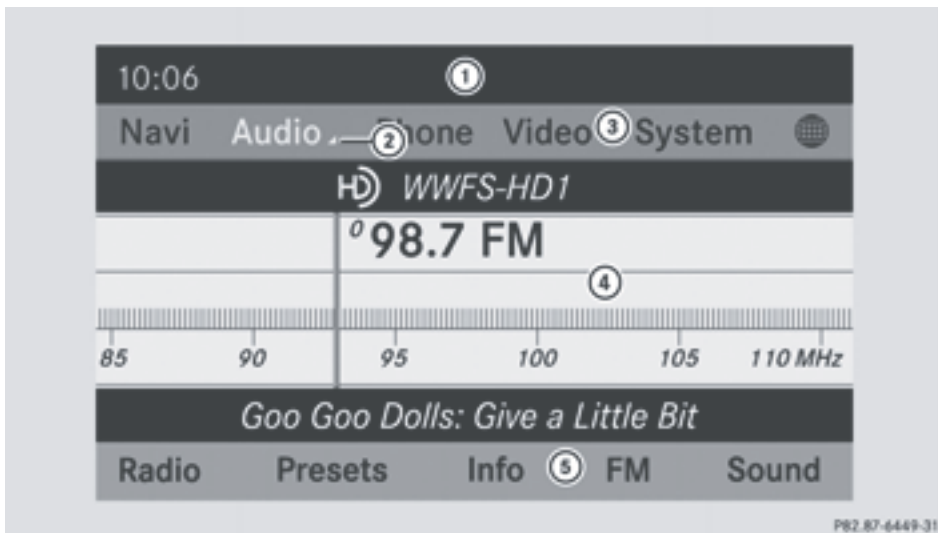 10:06 1
Navi Audio 2 Phone Video 3 System
HD WWFS-HD1
0 98.7 FM
4
85 90 95 100 105 110 MHz
Goo Goo Dolls: Give a Little Bit
Radio Presets Info 5 FM Sound
P82.87-6449-31